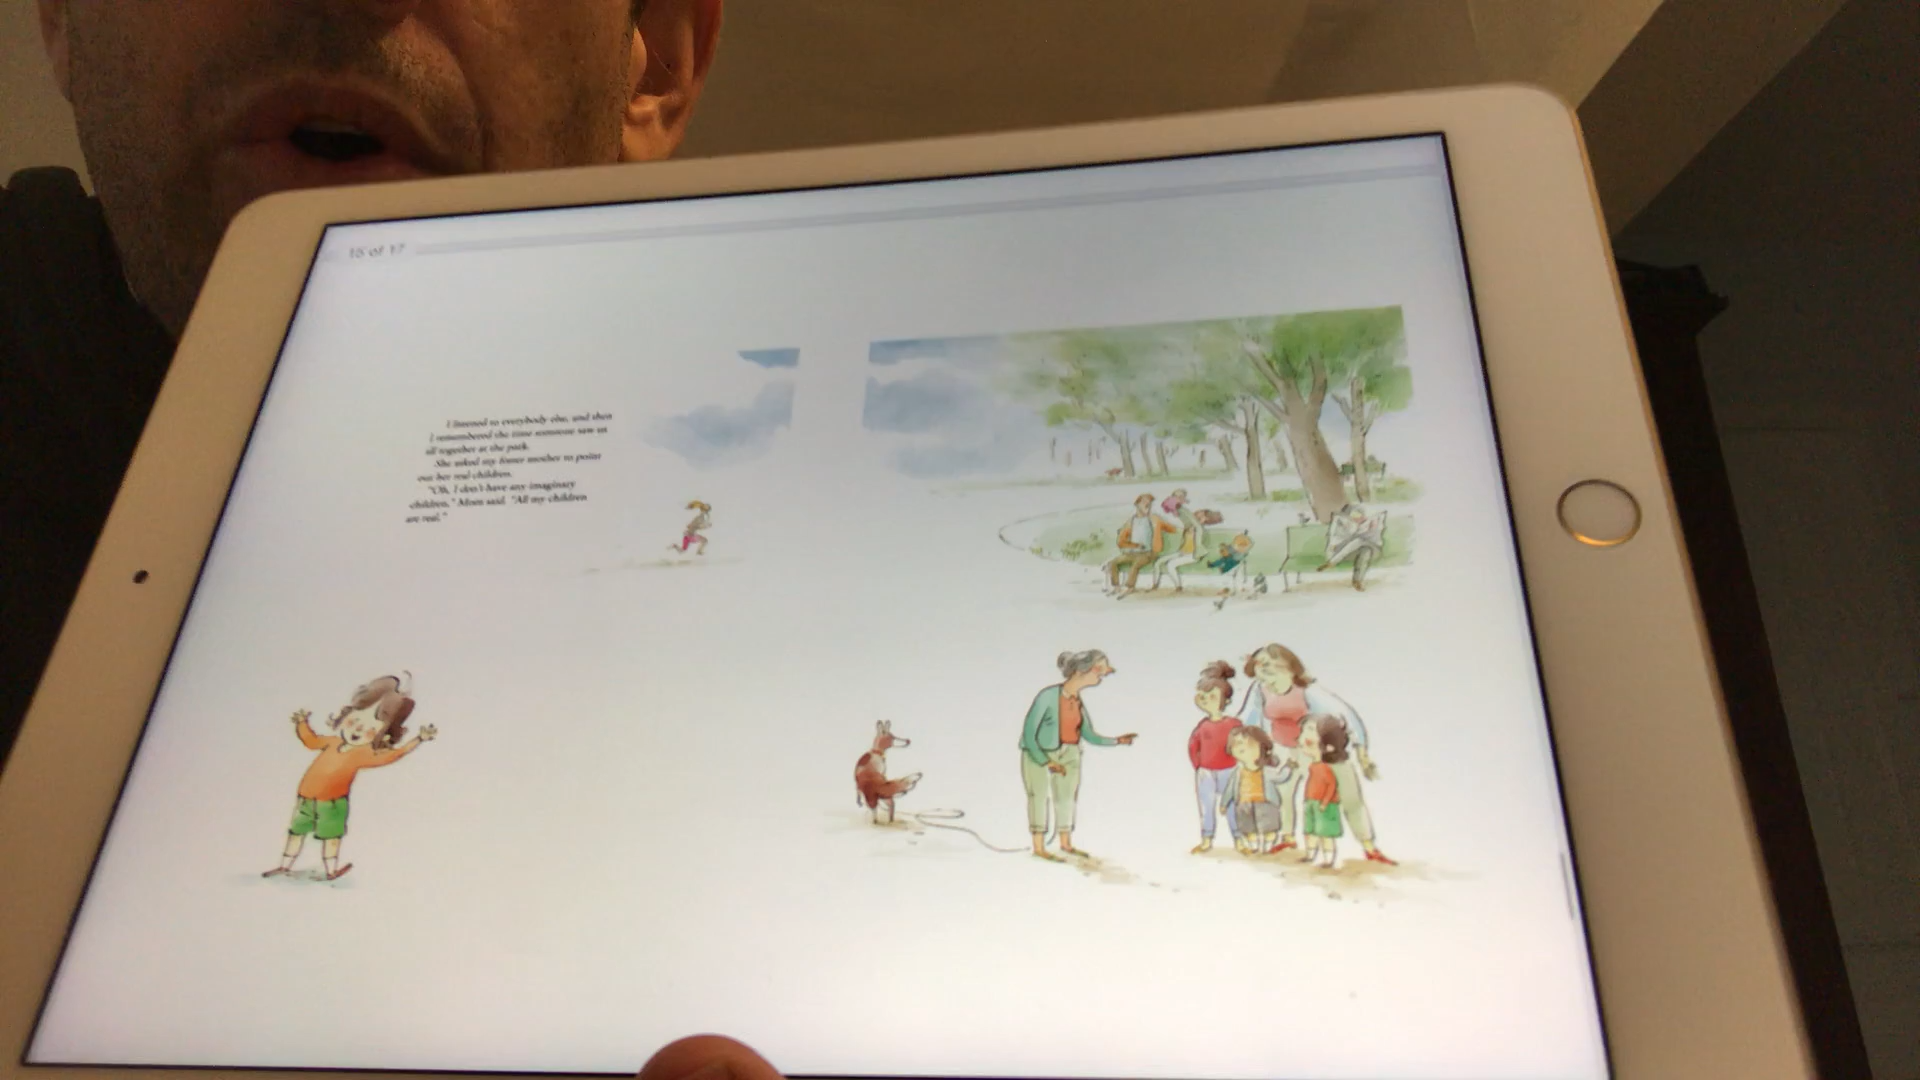 16 of 17
I listened to everybody else, and then
I remembered the time someone saw us
all together at the park.
She asked my foster mother to point
out her real children.
"Oh, I don't have any imaginary
children," Mom said. "All my children
are real."